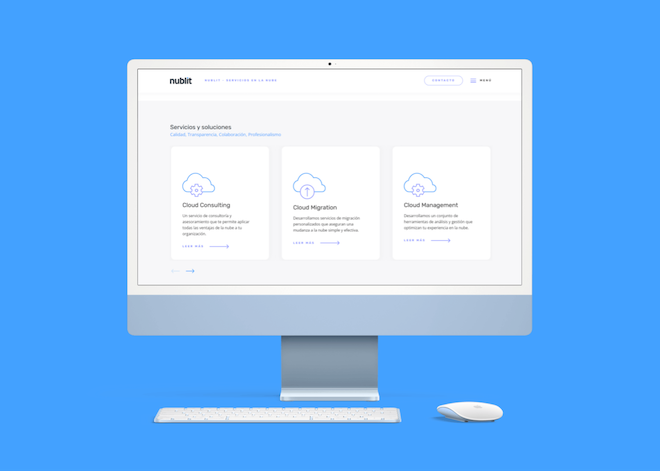 nublit
NUBLIT - SERVICIOS EN LA NUBE
CONTACTO
MENÚ
Servicios y soluciones
Calidad, Transparencia, Colaboración, Profesionalismo
Cloud Consulting
Un servicio de consultoría y
asesoramiento que te permite aplicar
todas las ventajas de la nube a tu
organización.
LEER MÁS
Cloud Migration
Desarrollamos servicios de migración
personalizados que aseguran una
mudanza a la nube simple y efectiva.
LEER MÁS
Cloud Management
Desarrollamos un conjunto de
herramientas de análisis y gestión que
optimizan tu experiencia en la nube.
LEER MÁS